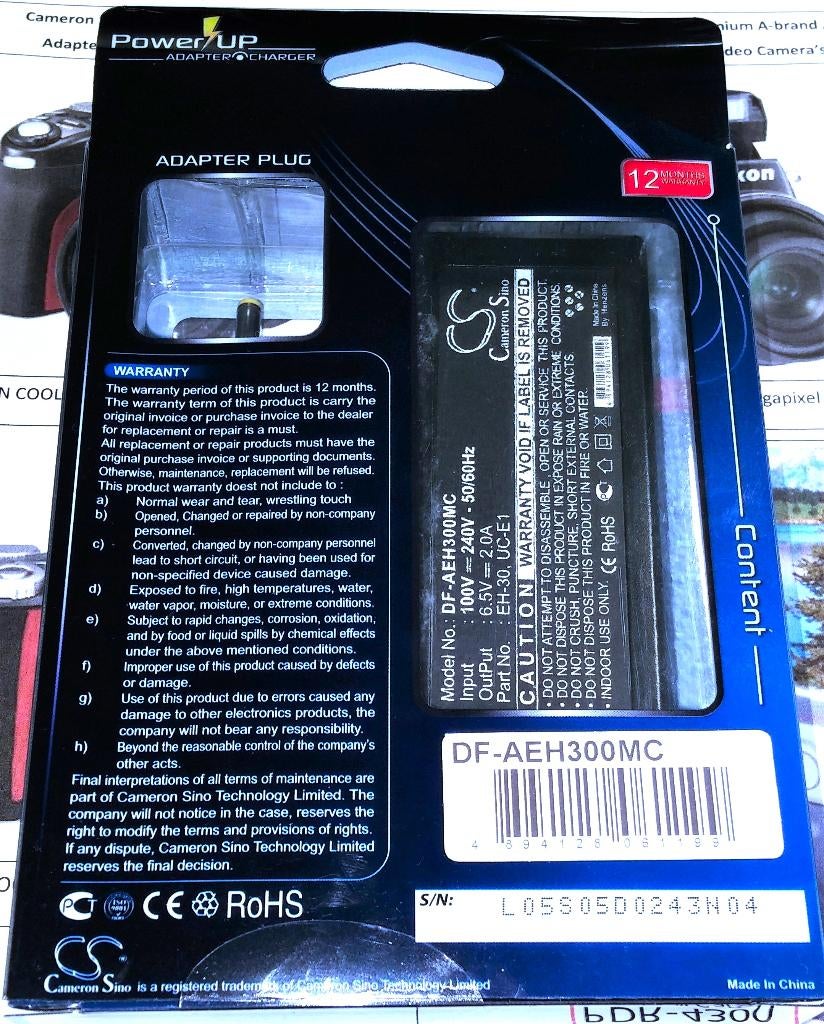 Cameron
Adapte
nium A-brand
deo Camera's
Power UP
ADAPTER CHARGER
ADAPTER PLUG
12 MONTHS WARRANTY
con
N COOL
gapixel
WARRANTY
The warranty period of this product is 12 months.
The warranty term of this product is carry the
original invoice or purchase invoice to the dealer
for replacement or repair is a must.
All replacement or repair products must have the
original purchase invoice or supporting documents.
Otherwise, maintenance, replacement will be refused.
This product warranty doest not include :
a) Normal wear and tear, wrestling touch
b) Opened, Changed or repaired by non-company
personnel.
c) Converted, changed by non-company personnel
lead to short circuit, or having been used for
non-specified device caused damage.
d) Exposed to fire, high temperatures, water,
water vapor, moisture, or extreme conditions.
e) Subject to rapid changes, corrosion, oxidation,
and by food or liquid spills by chemical effects
under the above mentioned conditions.
f) Improper use of this product caused by defects
or damage.
g) Use of this product due to errors caused any
damage to other electronics products, the
company will not bear any responsibility.
h) Beyond the reasonable control of the company's
other acts.
Final interpretations of all terms of maintenance are
part of Cameron Sino Technology Limited. The
company will not notice in the case, reserves the
right to modify the terms and provisions of rights.
If any dispute, Cameron Sino Technology Limited
reserves the final decision.
CS
Cameron Sino
Model No.: DF-AEH300MC
Input : 100V == 240V - 50/60Hz
OutPut : 6.5V == 2.0A
Part No. : EH-30, UC-E1
CAUTION WARRANTY VOID IF LABEL IS REMOVED
• DO NOT ATTEMPT TO DISASSEMBLE, OPEN OR SERVICE THIS PRODUCT.
• DO NOT DISPOSE THIS PRODUCT IN EXPOSE RAIN OR EXTREME CONDITIONS.
• DO NOT CRUSH, PUNCTURE, SHORT EXTERNAL CONTACTS
• DO NOT DISPOSE THIS PRODUCT IN FIRE OR WATER.
• INDOOR USE ONLY. CE RoHS
Made In China
Content
DF-AEH300MC
4 894128 061199
S/N:
L05S05D0243N04
PCT CE RoHS
CS
Cameron Sino is a registered trademark of Cameron Sino Technology Limited
Made In China
PDR-4300